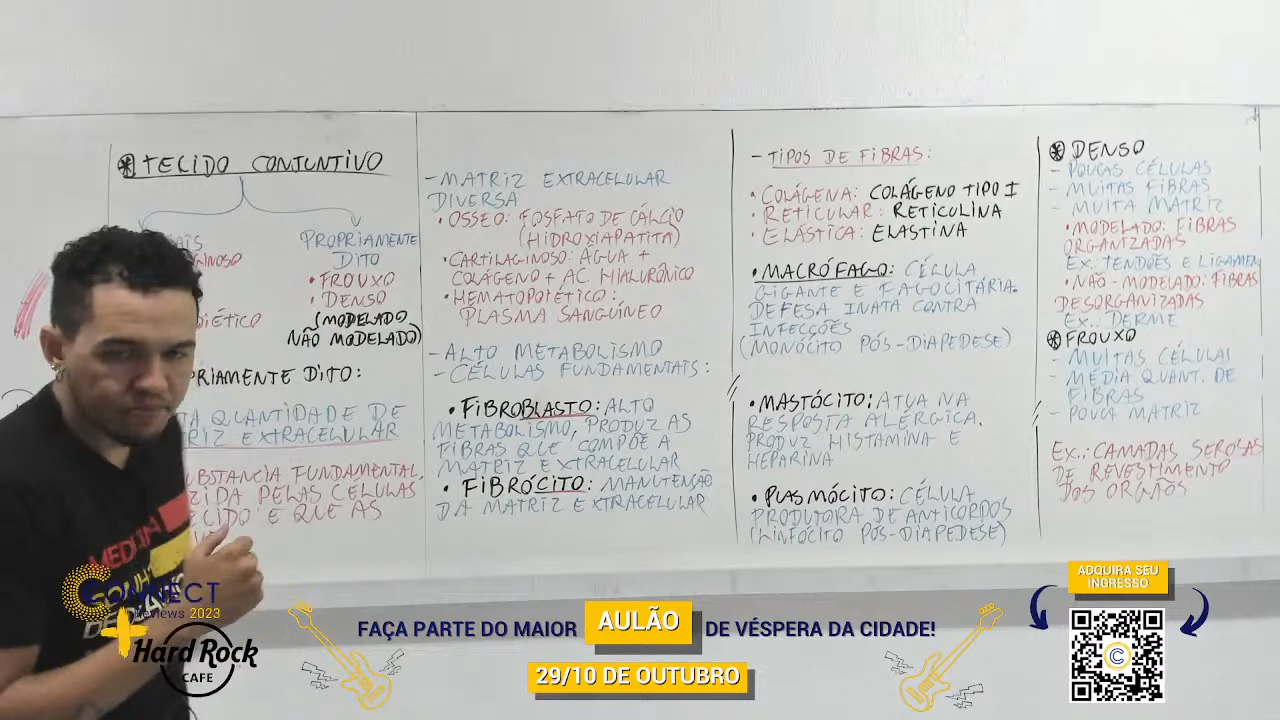 * TECIDO CONJUNTIVO
PROPRIAMENTE
DITO
• FROUXO
• DENSO
(MODELADO
NÃO MODELADO)
PRIAMENTE DITO:
TA QUANTIDADE DE
RIZ EXTRACELULAR
UBSTANCIA FUNDAMENTAL,
ZIDA PELAS CÉLULAS
CIDO E QUE AS
- MATRIZ EXTRACELULAR
DIVERSA
• OSSEO: FOSFATO DE CÁLCIO
(HIDROXIAPATITA)
• CARTILAGINOSO: ÁGUA +
COLÁGENO + AC. HIALURÔNICO
• HEMATOPOIÉTICO:
PLASMA SANGUÍNEO
- ALTO METABOLISMO
- CÉLULAS FUNDAMENTAIS:
• FIBROBLASTO: ALTO
METABOLISMO, PRODUZ AS
FIBRAS QUE COMPÕE A
MATRIZ EXTRACELULAR
• FIBRÓCITO: MANUTENÇÃO
DA MATRIZ EXTRACELULAR
- TIPOS DE FIBRAS:
• COLÁGENA: COLÁGENO TIPO I
• RETICULAR: RETICULINA
• ELÁSTICA: ELASTINA
• MACRÓFAGO: CÉLULA
GIGANTE E FAGOCITÁRIA.
DEFESA INATA CONTRA
INFECÇÕES
(MONÓCITO PÓS-DIAPEDESE)
• MASTÓCITO: ATUA NA
RESPOSTA ALÉRGICA.
PRODUZ HISTAMINA E
HEPARINA
• PLASMÓCITO: CÉLULA
PRODUTORA DE ANTICORPOS
(LINFÓCITO PÓS-DIAPEDESE)
* DENSO
- POUCAS CÉLULAS
- MUITAS FIBRAS
- MUITA MATRIZ
• MODELADO: FIBRAS
ORGANIZADAS
EX.: TENDÕES E LIGAMEN
• NÃO-MODELADO: FIBRAS
DESORGANIZADAS
EX.: DERME
* FROUXO
- MUITAS CÉLULAS
- MÉDIA QUANT. DE
FIBRAS
- POUCA MATRIZ
EX.: CAMADAS SEROSAS
DE REVESTIMENTO
DOS ORGÃOS
CONNECT
Reviews 2023
+
Hard Rock
CAFE
FAÇA PARTE DO MAIOR AULÃO DE VÉSPERA DA CIDADE!
29/10 DE OUTUBRO
ADQUIRA SEU
INGRESSO